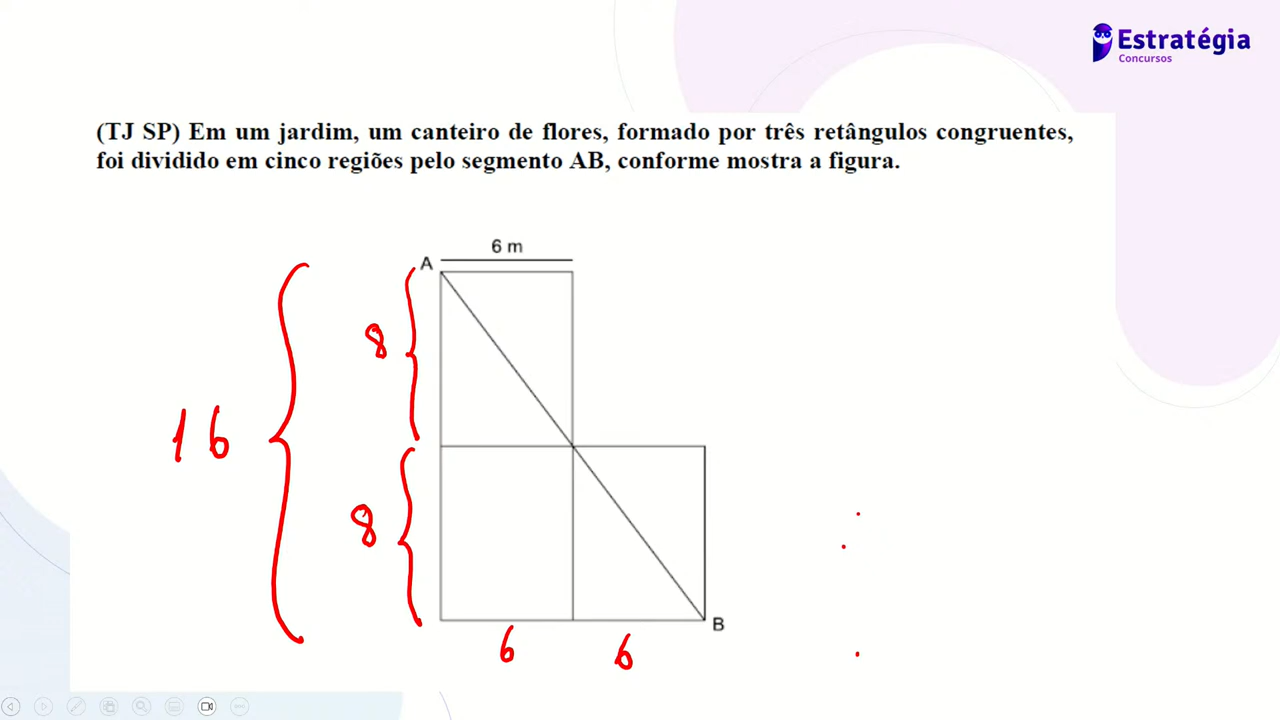 Estratégia
Concursos
(TJ SP) Em um jardim, um canteiro de flores, formado por três retângulos congruentes,
foi dividido em cinco regiões pelo segmento AB, conforme mostra a figura.
6 m
A
8
16
8
B
6 6